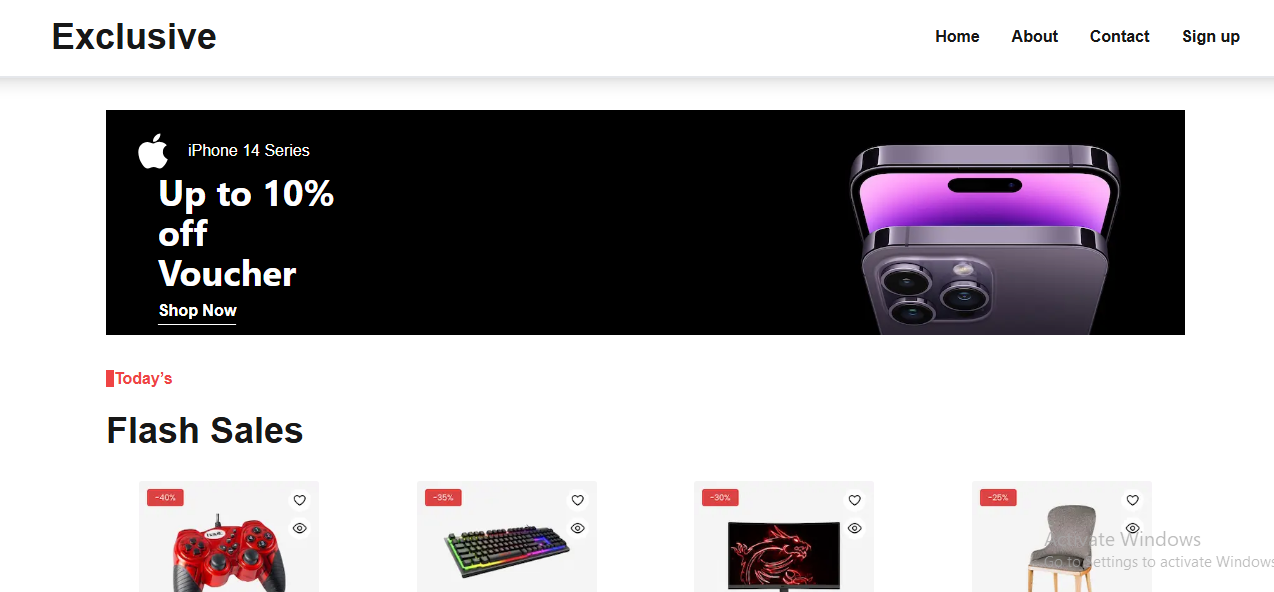 Exclusive
Home About Contact Sign up
iPhone 14 Series
Up to 10%
off
Voucher
Shop Now
Today’s
Flash Sales
-40% -35% -30% -25%
Activate Windows
Go to Settings to activate Windows